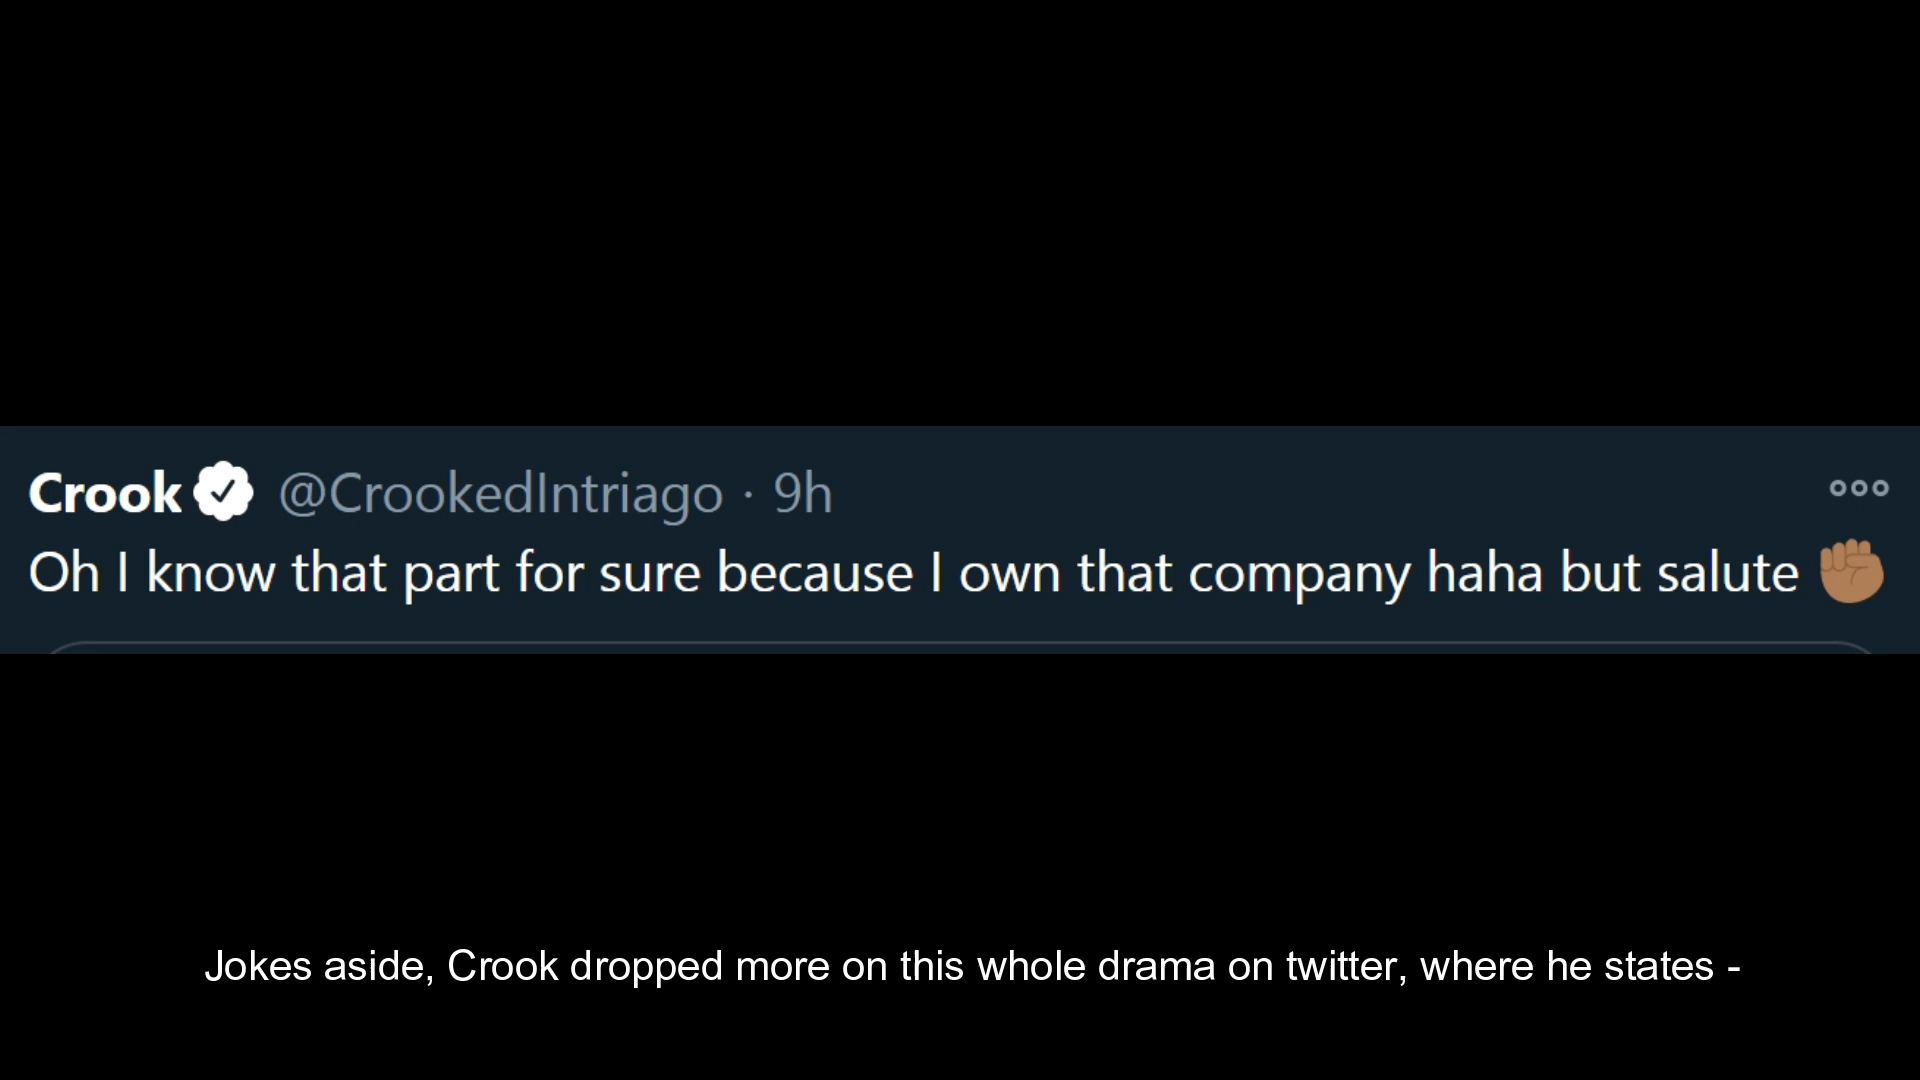 Crook @CrookedIntriago · 9h
Oh I know that part for sure because I own that company haha but salute ✊🏽
Jokes aside, Crook dropped more on this whole drama on twitter, where he states -